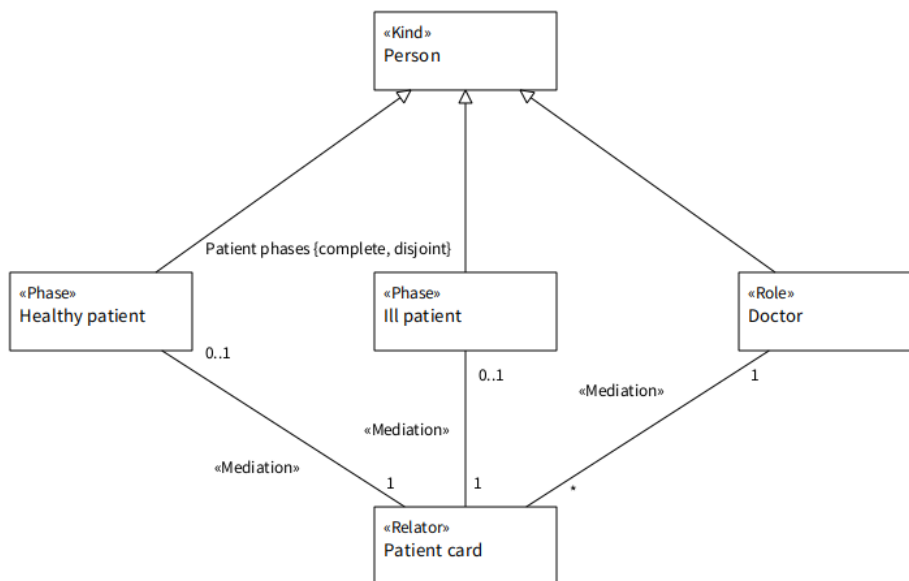 «Kind»
Person
Patient phases {complete, disjoint}
«Phase»
Healthy patient
«Phase»
Ill patient
«Role»
Doctor
0..1
0..1
1
«Mediation»
«Mediation»
«Mediation»
1
1
*
«Relator»
Patient card